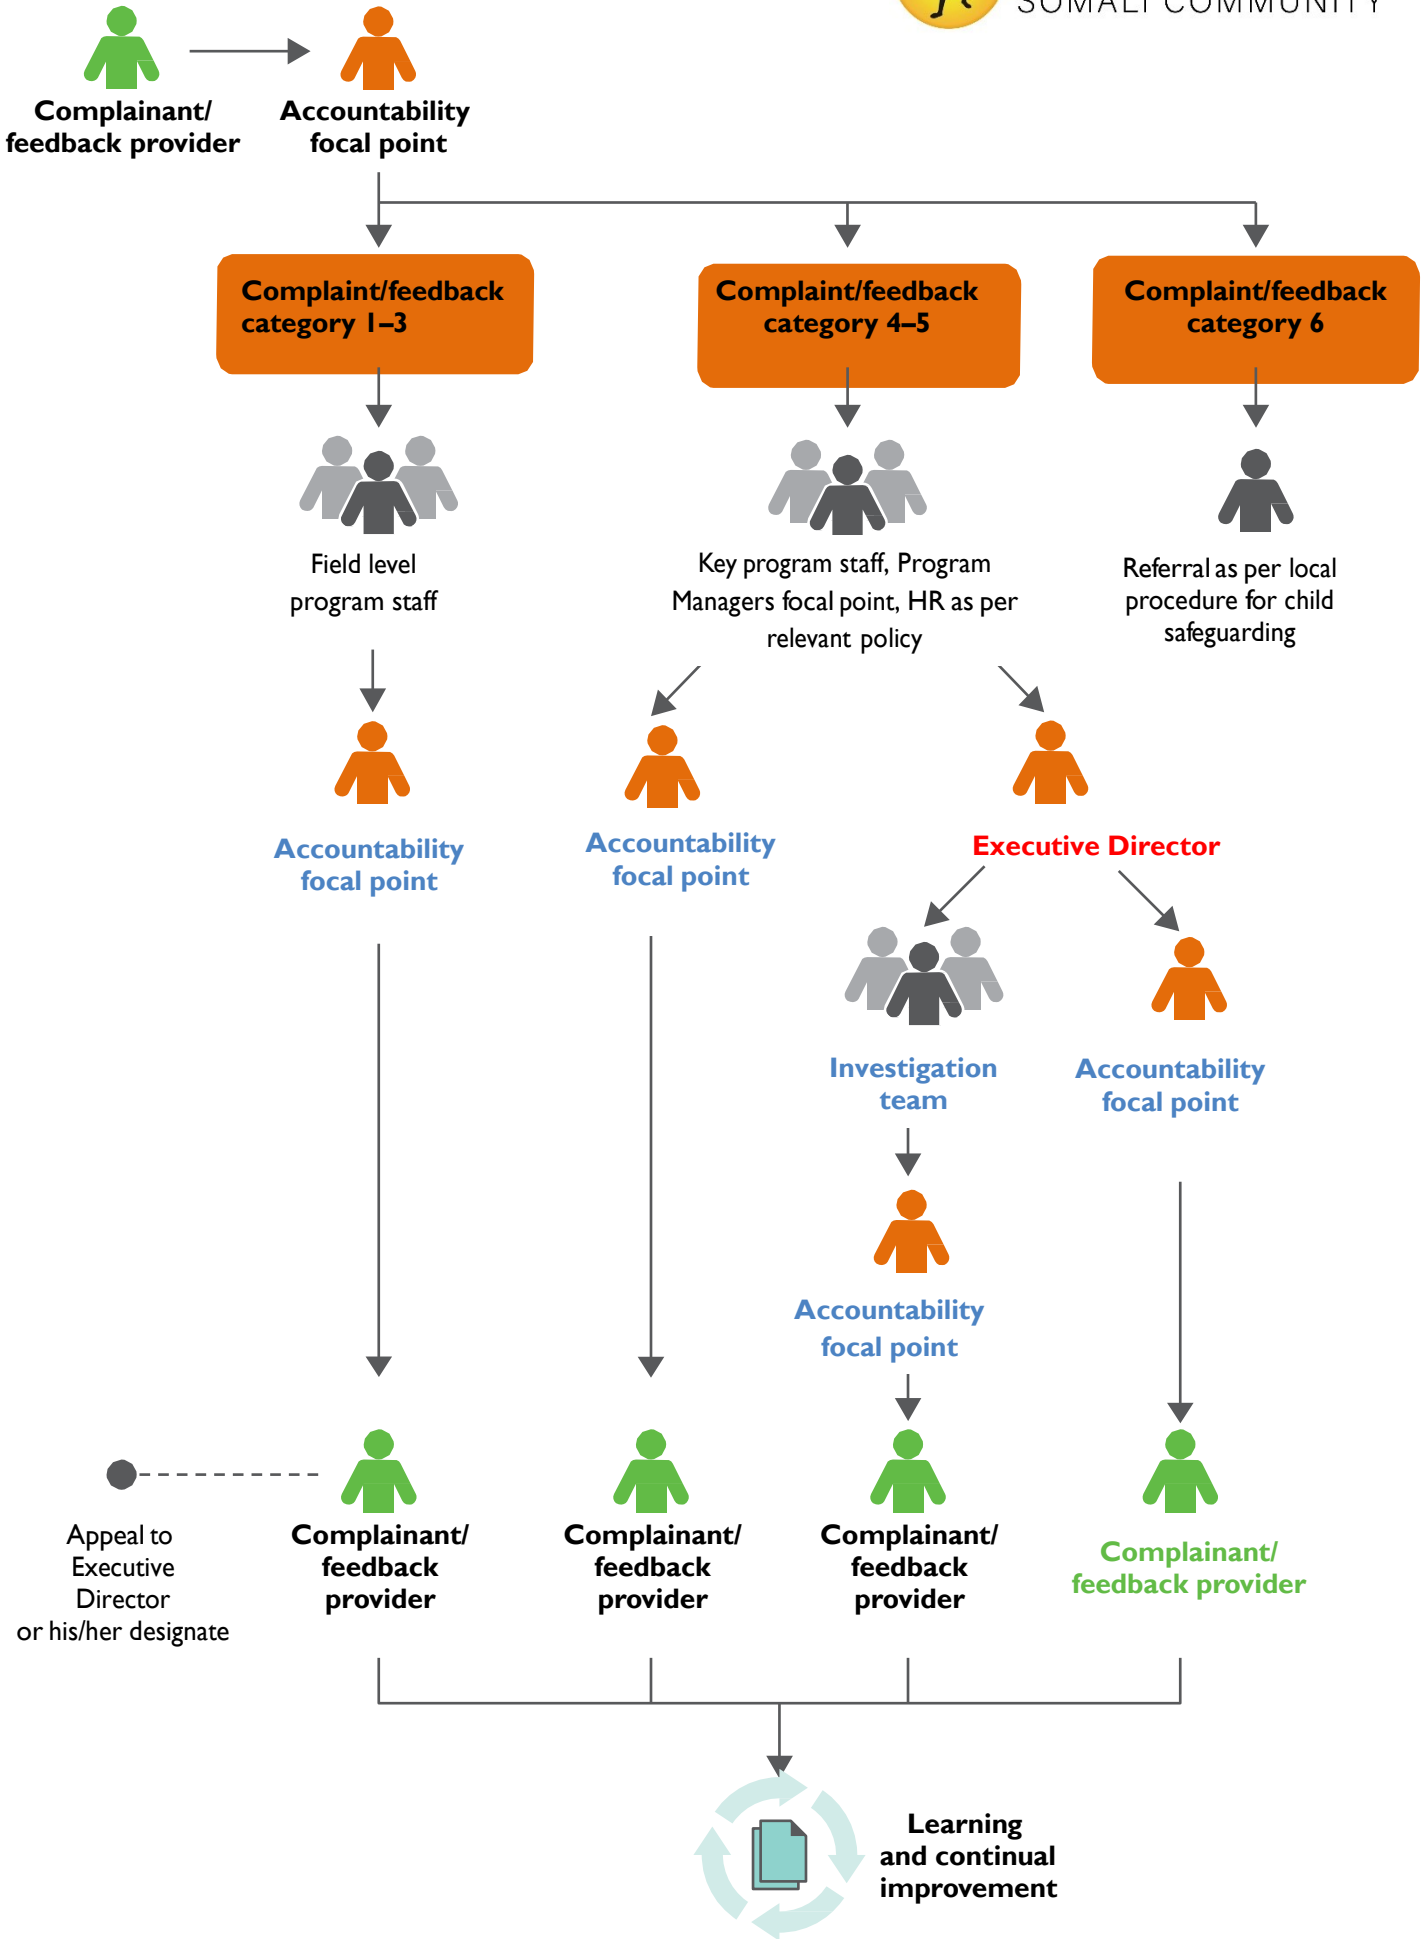 SOMALI COMMUNITY
Complainant/
feedback provider
Accountability
focal point
Complaint/feedback
category 1–3
Complaint/feedback
category 4–5
Complaint/feedback
category 6
Field level
program staff
Key program staff, Program
Managers focal point, HR as per
relevant policy
Referral as per local
procedure for child
safeguarding
Accountability
focal point
Accountability
focal point
Executive Director
Investigation
team
Accountability
focal point
Accountability
focal point
Appeal to
Executive
Director
or his/her designate
Complainant/
feedback
provider
Complainant/
feedback
provider
Complainant/
feedback
provider
Complainant/
feedback provider
Learning
and continual
improvement